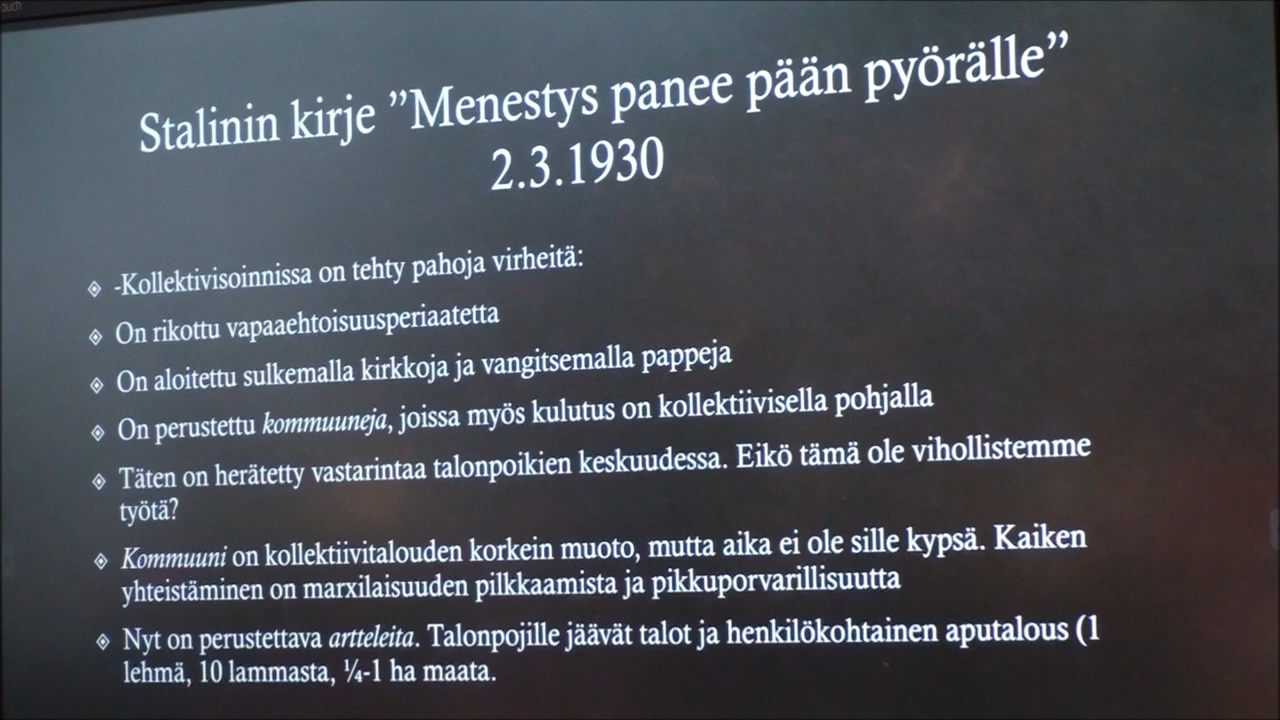 Stalinin kirje ”Menestys panee pään pyörälle”
2.3.1930
-Kollektivisoinnissa on tehty pahoja virheitä:
On rikottu vapaaehtoisuusperiaatetta
On aloitettu sulkemalla kirkkoja ja vangitsemalla pappeja
On perustettu kommuuneja, joissa myös kulutus on kollektiivisella pohjalla
Täten on herätetty vastarintaa talonpoikien keskuudessa. Eikö tämä ole vihollistemme
työtä?
Kommuuni on kollektiivitalouden korkein muoto, mutta aika ei ole sille kypsä. Kaiken
yhteistäminen on marxilaisuuden pilkkaamista ja pikkuporvarillisuutta
Nyt on perustettava artteleita. Talonpojille jäävät talot ja henkilökohtainen aputalous (1
lehmä, 10 lammasta, ¼-1 ha maata.